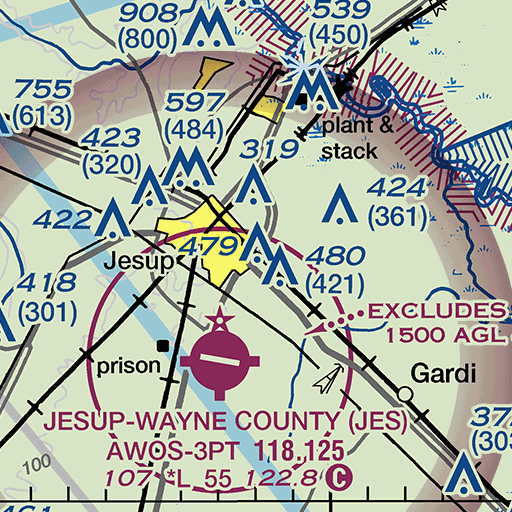 908
(800)
539
(450)
755
(613)
597
(484)
plant &
stack
423
(320)
319
424
(361)
422
479
480
(421)
Jesup
418
(301)
EXCLUDES
1500 AGL
prison
Gardi
JESUP-WAYNE COUNTY (JES)
AWOS-3PT 118.125
107 *L 55 122.8 C
100